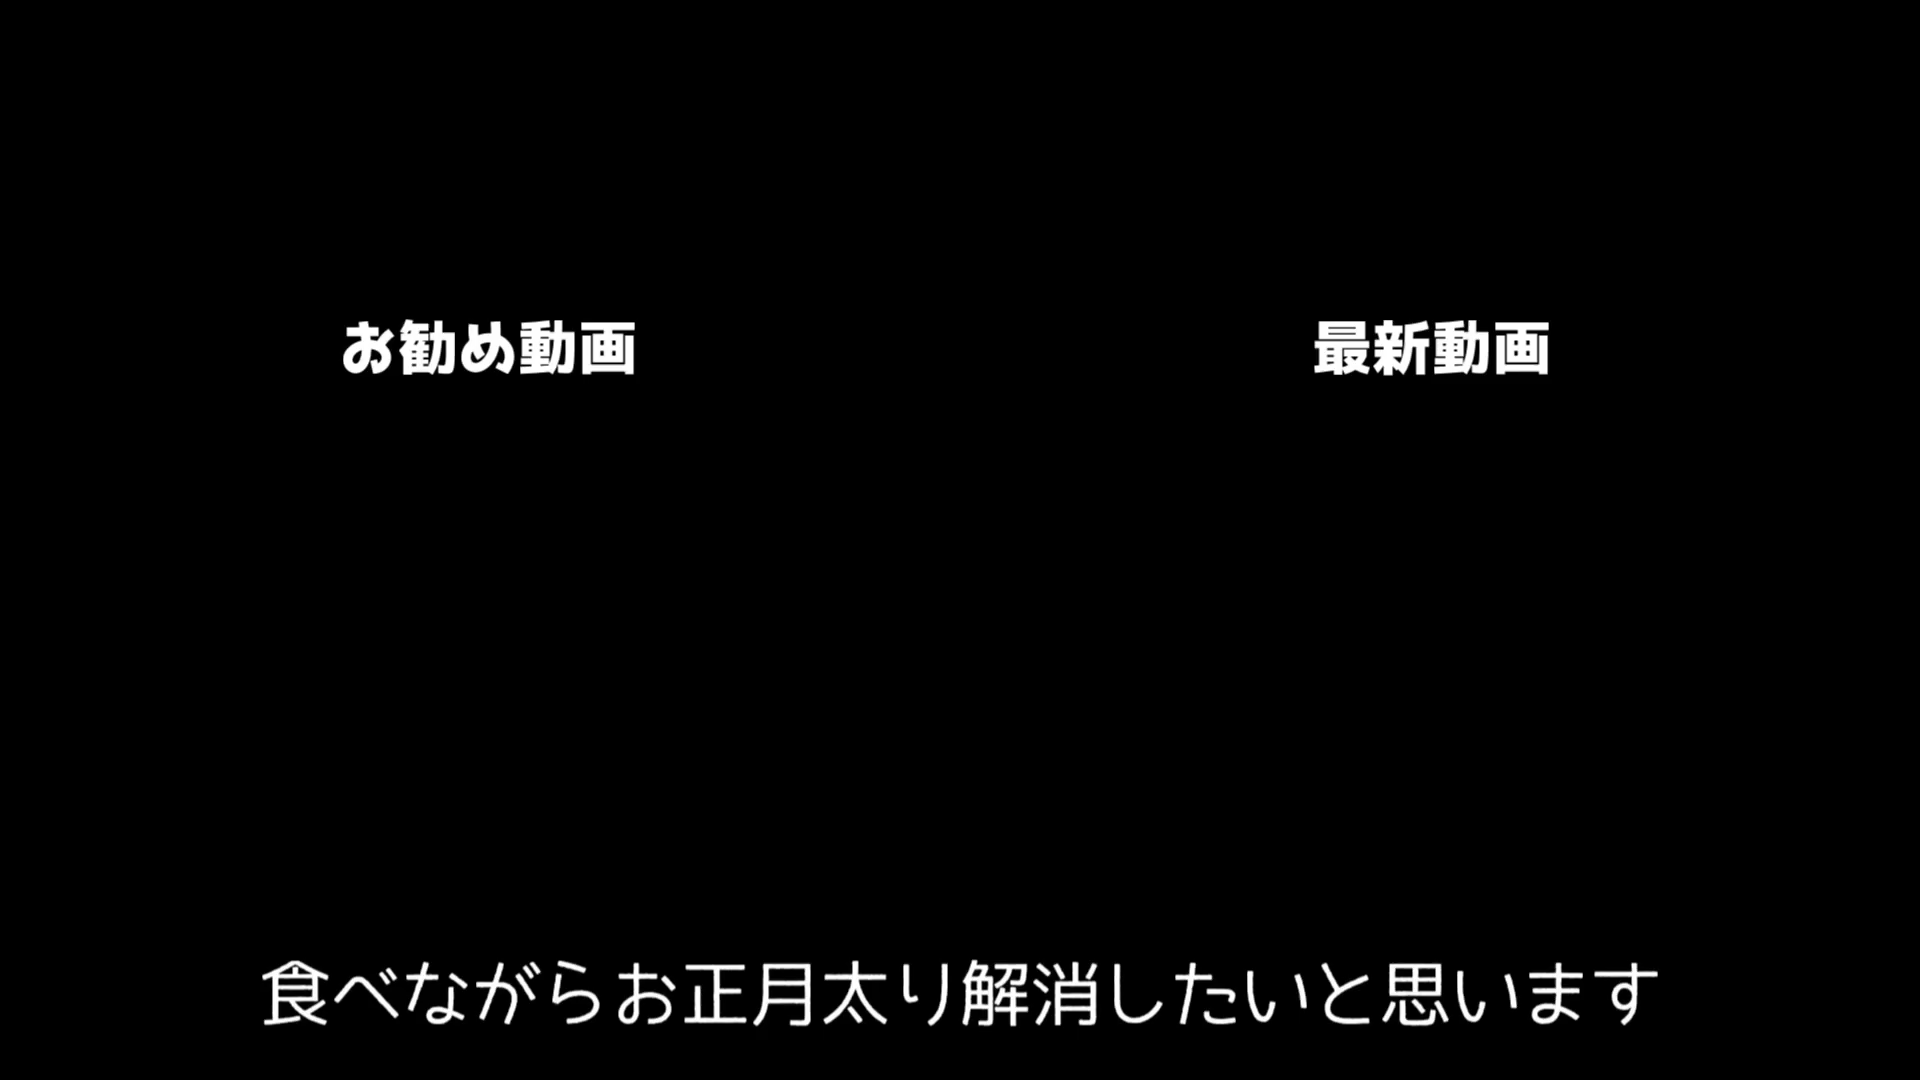 お勧め動画
最新動画
食べながらお正月太り解消したいと思います